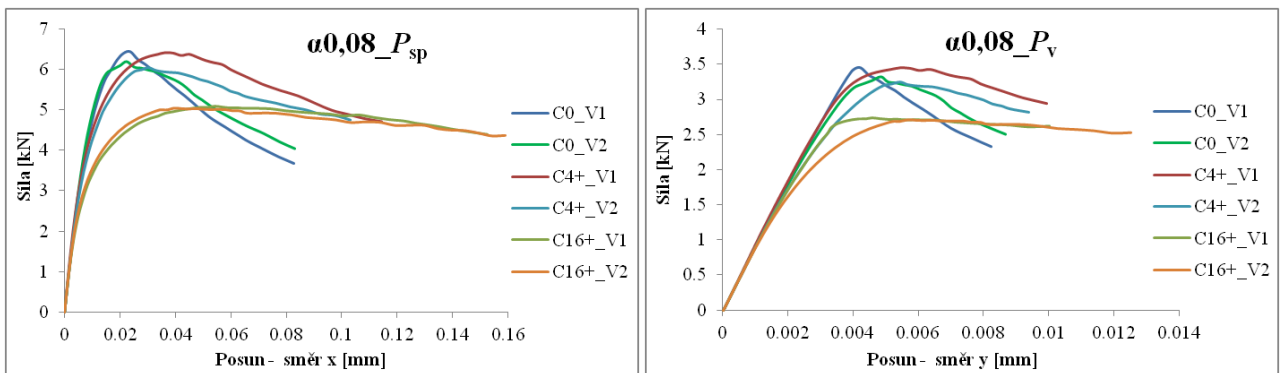 α0,08_Psp
7
6
5
4
3
2
1
0
Síla [kN]
0
0.02
0.04
0.06
0.08
0.1
0.12
0.14
0.16
Posun - směr x [mm]
C0_V1
C0_V2
C4+_V1
C4+_V2
C16+_V1
C16+_V2
α0,08_Pv
4
3.5
3
2.5
2
1.5
1
0.5
0
Síla [kN]
0
0.002
0.004
0.006
0.008
0.01
0.012
0.014
Posun - směr y [mm]
C0_V1
C0_V2
C4+_V1
C4+_V2
C16+_V1
C16+_V2